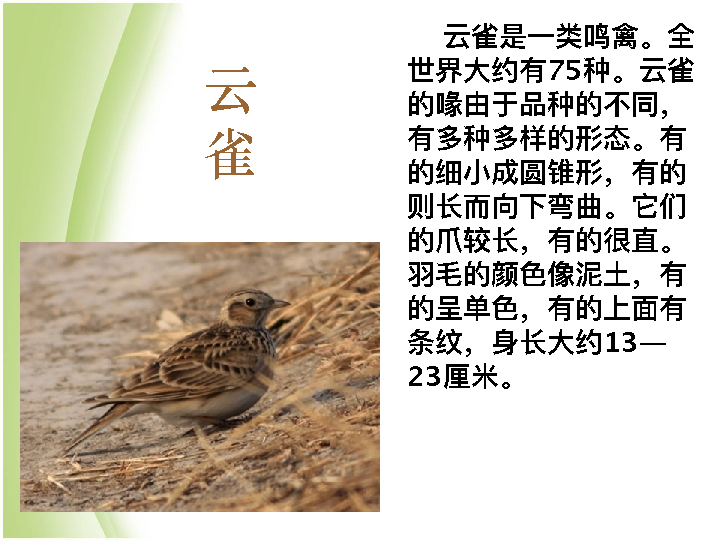 云
雀
云雀是一类鸣禽。全
世界大约有75种。云雀
的喙由于品种的不同，
有多种多样的形态。有
的细小成圆锥形，有的
则长而向下弯曲。它们
的爪较长，有的很直。
羽毛的颜色像泥土，有
的呈单色，有的上面有
条纹，身长大约13—
23厘米。